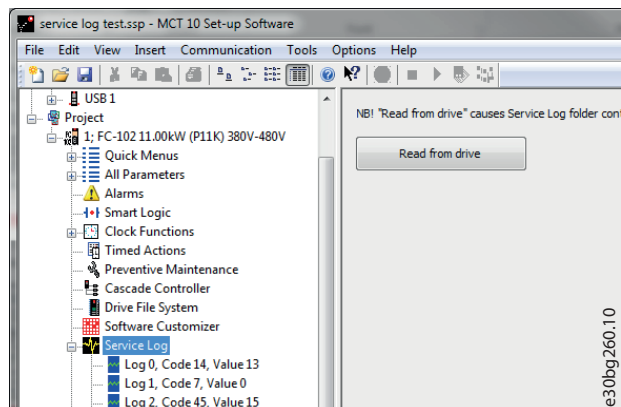 service log test.ssp - MCT 10 Set-up Software
File Edit View Insert Communication Tools Options Help
USB 1
Project
1; FC-102 11.00kW (P11K) 380V-480V
Quick Menus
All Parameters
Alarms
Smart Logic
Clock Functions
Timed Actions
Preventive Maintenance
Cascade Controller
Drive File System
Software Customizer
Service Log
Log 0, Code 14, Value 13
Log 1, Code 7, Value 0
Log 2, Code 45, Value 15
NB! "Read from drive" causes Service Log folder con
Read from drive
e30bg260.10